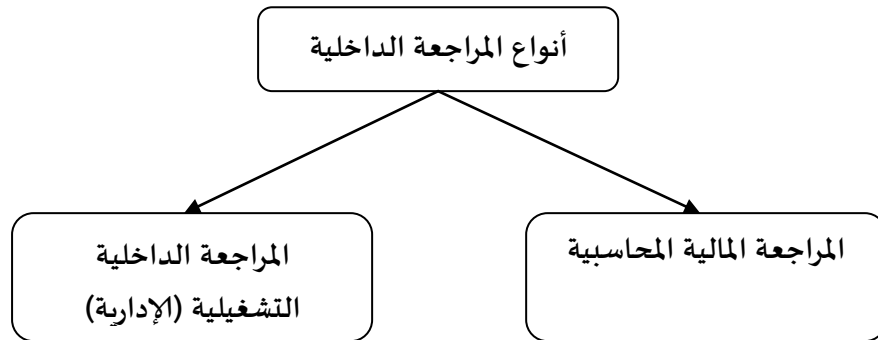 أنواع المراجعة الداخلية
المراجعة المالية المحاسبية
المراجعة الداخلية
التشغيلية (الإدارية)